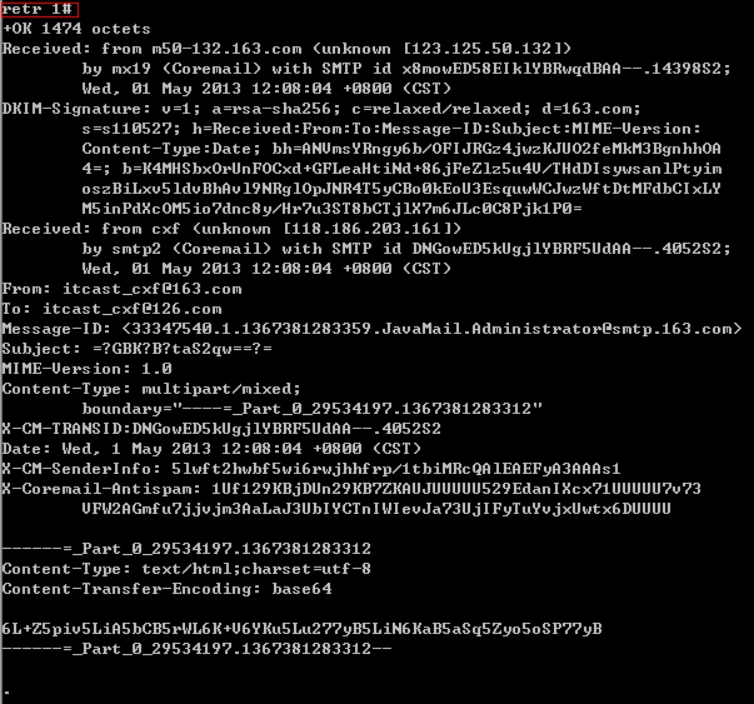 retr 1#
+OK 1474 octets
Received: from m50-132.163.com (unknown [123.125.50.132])
by mx19 (Coremail) with SMTP id x8mowED58EIklYBRwqdBAA--.14398S2;
Wed, 01 May 2013 12:08:04 +0800 (CST)
DKIM-Signature: v=1; a=rsa-sha256; c=relaxed/relaxed; d=163.com;
s=s110527; h=Received:From:To:Message-ID:Subject:MIME-Version:
Content-Type:Date; bh=ANVmsYRngy6b/OFIJRGz4jwzKJUO2feMkM3BgnhhOA
4=; b=K4MHSbxOrUnFOCxd+GFLeaHtiNd+86jFeZlz5u4V/THdDIsywsanlPtyim
oszBiLxv5ldvBhAvl9NRglOpJNR4T5yCBo0kEoU3EsquwWCJwzWftDtMFdbCIxLY
M5inPdXcOM5io7dnc8y/Hr7u3ST8bCTjlX7m6JLc0C8Pjk1P0=
Received: from cxf (unknown [118.186.203.161])
by smtp2 (Coremail) with SMTP id DNGowED5kUgjlYBRF5UdAA--.4052S2;
Wed, 01 May 2013 12:08:04 +0800 (CST)
From: itcast_cxf@163.com
To: itcast_cxf@126.com
Message-ID: <33347540.1.1367381283359.JavaMail.Administrator@smtp.163.com>
Subject: =?GBK?B?taS2qw==?=
MIME-Version: 1.0
Content-Type: multipart/mixed;
boundary="----=_Part_0_29534197.1367381283312"
X-CM-TRANSID:DNGowED5kUgjlYBRF5UdAA--.4052S2
Date: Wed, 1 May 2013 12:08:04 +0800 (CST)
X-CM-SenderInfo: 5lwft2hwbf5wi6rwjhhfrp/1tbiMRcQAlEAEFyA3AAAs1
X-Coremail-Antispam: 1Uf129KBjDUn29KB7ZKAUJUUUUU529EdanIXcx71UUUUU7v73
VFW2AGmfu7jjvjm3AaLaJ3UbIYCTnIWIevJa73UjIFyTuYvjxUwtx6DUUUU
------=_Part_0_29534197.1367381283312
Content-Type: text/html;charset=utf-8
Content-Transfer-Encoding: base64
6L+Z5piv5LiA5bCB5rWL6K+V6YKu5Lu277yB5LiN6KaB5aSq5Zyo5oSP77yB
------=_Part_0_29534197.1367381283312--
.